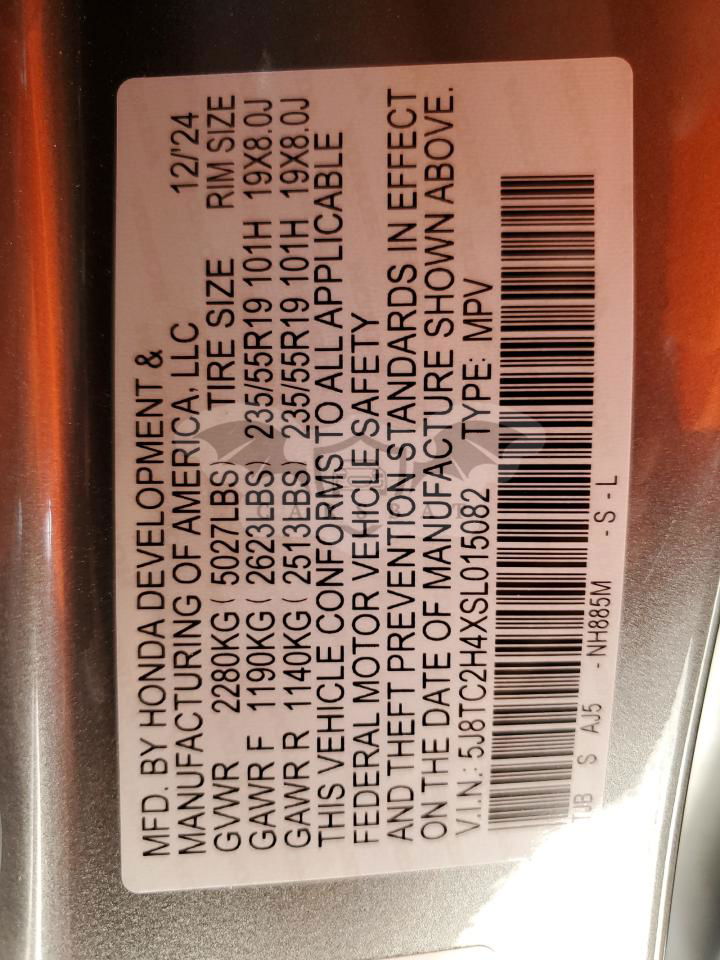 MFD. BY HONDA DEVELOPMENT &
MANUFACTURING OF AMERICA, LLC 12/'24
GVWR 2280KG ( 5027LBS) TIRE SIZE RIM SIZE
GAWR F 1190KG ( 2623LBS) 235/55R19 101H 19X8.0J
GAWR R 1140KG ( 2513LBS) 235/55R19 101H 19X8.0J
THIS VEHICLE CONFORMS TO ALL APPLICABLE
FEDERAL MOTOR VEHICLE SAFETY
AND THEFT PREVENTION STANDARDS IN EFFECT
ON THE DATE OF MANUFACTURE SHOWN ABOVE.
V.I.N.: 5J8TC2H4XSL015082 TYPE: MPV
TJB S AJ5 - NH885M - S - L
CARSBAT